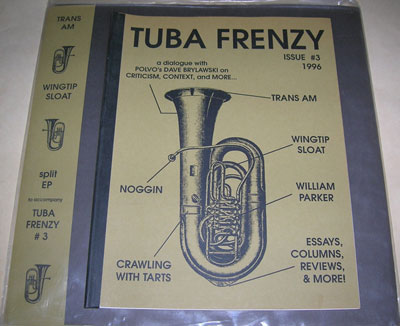 TRANS
AM
WINGTIP
SLOAT
split
EP
to accompany
TUBA
FRENZY
# 3
TUBA FRENZY
ISSUE #3
1996
a dialogue with
POLVO's DAVE BRYLAWSKI on
CRITICISM, CONTEXT, and MORE...
TRANS AM
WINGTIP
SLOAT
NOGGIN
WILLIAM
PARKER
CRAWLING
WITH TARTS
ESSAYS,
COLUMNS,
REVIEWS,
& MORE!